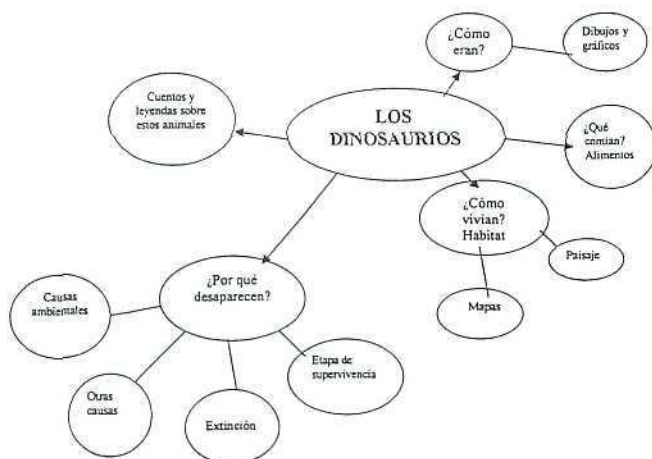 ¿Cómo
eran?
Dibujos y
gráficos
Cuentos y
leyendas sobre
estos animales
LOS
DINOSAURIOS
¿Qué
comían?
Alimentos
¿Cómo
vivían?
Habitat
Paisaje
Mapas
¿Por qué
desaparecen?
Causas
ambientales
Otras
causas
Extinción
Etapa de
supervivencia